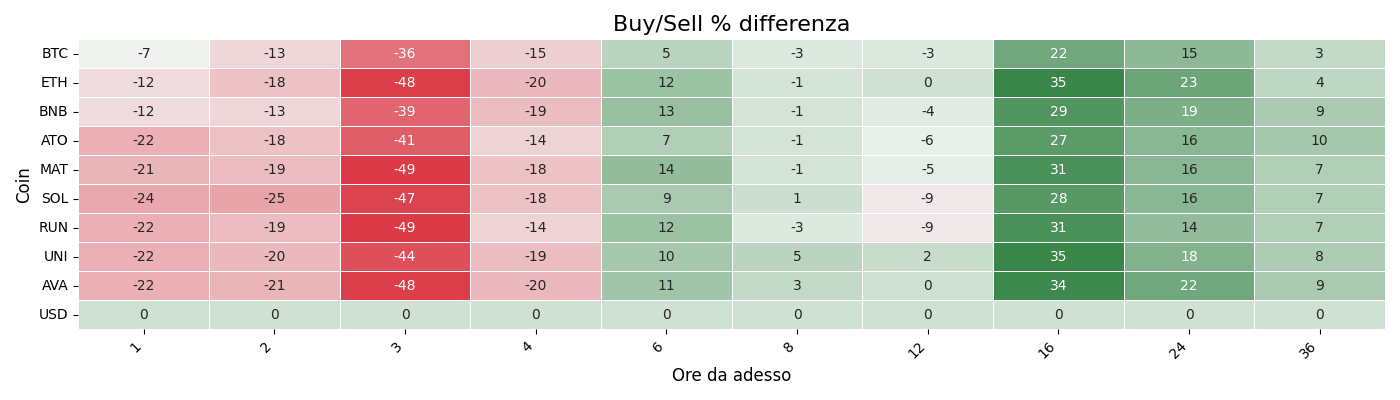 Buy/Sell % differenza
Coin
BTC -7 -13 -36 -15 5 -3 -3 22 15 3
ETH -12 -18 -48 -20 12 -1 0 35 23 4
BNB -12 -13 -39 -19 13 -1 -4 29 19 9
ATO -22 -18 -41 -14 7 -1 -6 27 16 10
MAT -21 -19 -49 -18 14 -1 -5 31 16 7
SOL -24 -25 -47 -18 9 1 -9 28 16 7
RUN -22 -19 -49 -14 12 -3 -9 31 14 7
UNI -22 -20 -44 -19 10 5 2 35 18 8
AVA -22 -21 -48 -20 11 3 0 34 22 9
USD 0 0 0 0 0 0 0 0 0 0
1 2 3 4 6 8 12 16 24 36
Ore da adesso